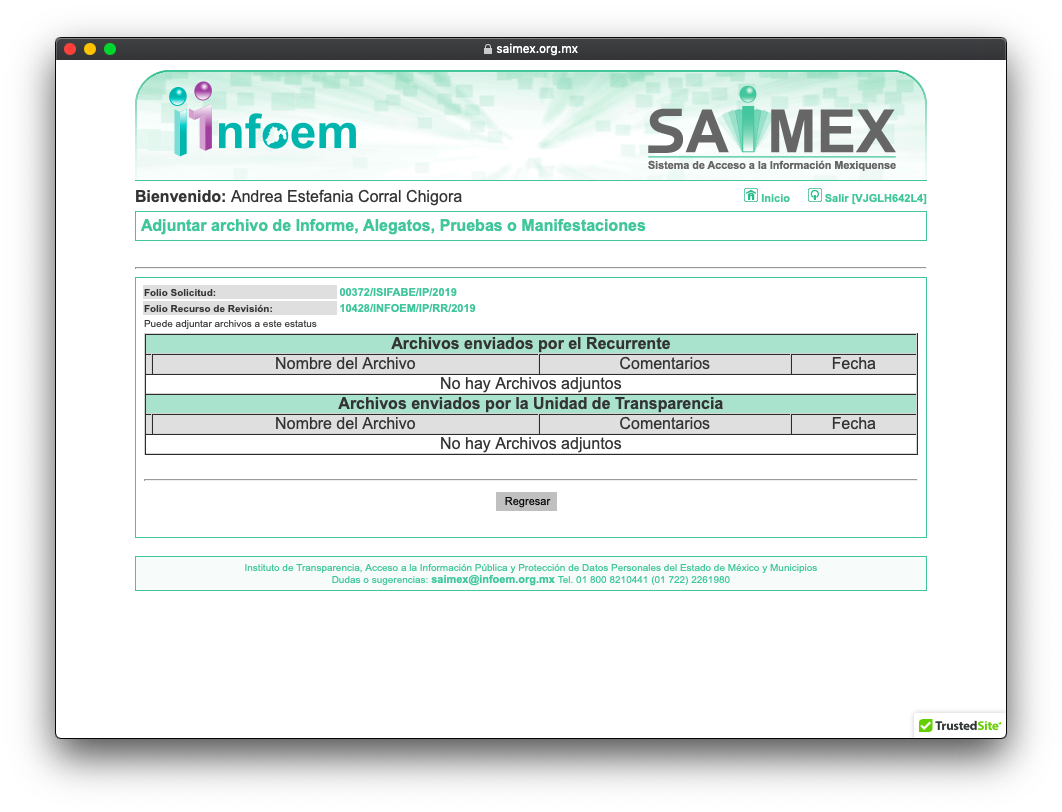 saimex.org.mx
infoem
SAIMEX
Sistema de Acceso a la Información Mexiquense
Bienvenido: Andrea Estefania Corral Chigora
Inicio
Salir [VJGLH642L4]
Adjuntar archivo de Informe, Alegatos, Pruebas o Manifestaciones
Folio Solicitud: 00372/ISIFABE/IP/2019
Folio Recurso de Revisión: 10428/INFOEM/IP/RR/2019
Puede adjuntar archivos a este estatus
Archivos enviados por el Recurrente
Nombre del Archivo Comentarios Fecha
No hay Archivos adjuntos
Archivos enviados por la Unidad de Transparencia
Nombre del Archivo Comentarios Fecha
No hay Archivos adjuntos
Regresar
Instituto de Transparencia, Acceso a la Información Pública y Protección de Datos Personales del Estado de México y Municipios
Dudas o sugerencias: saimex@infoem.org.mx Tel. 01 800 8210441 (01 722) 2261980
TrustedSite